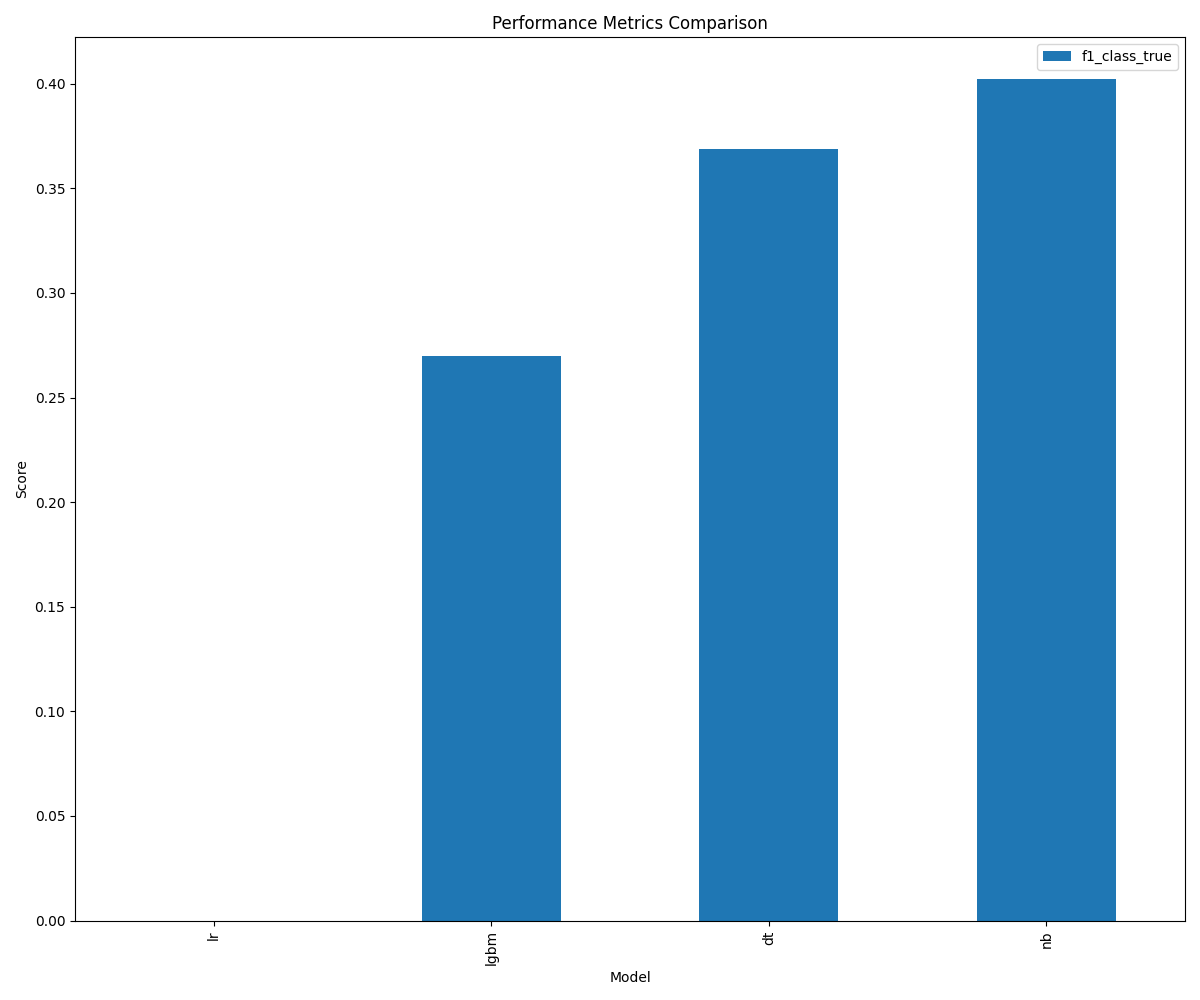 Performance Metrics Comparison
f1_class_true
0.40
0.35
0.30
0.25
0.20
0.15
0.10
0.05
0.00
Score
lr
lgbm
dt
nb
Model